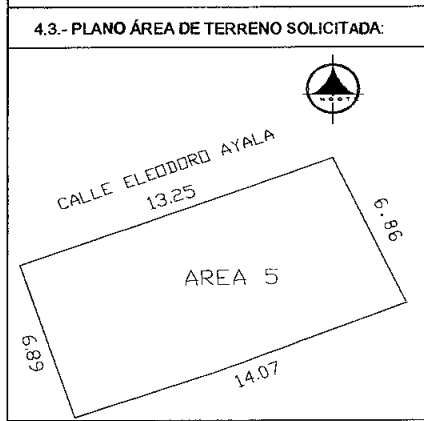 4.3.- PLANO ÁREA DE TERRENO SOLICITADA:
NORTE
CALLE ELEODORO AYALA
13.25
6.86
AREA 5
6.89
14.07